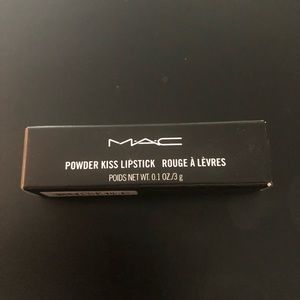 MAC
POWDER KISS LIPSTICK ROUGE À LÈVRES
POIDS NET WT. 0.1 OZ./3 g